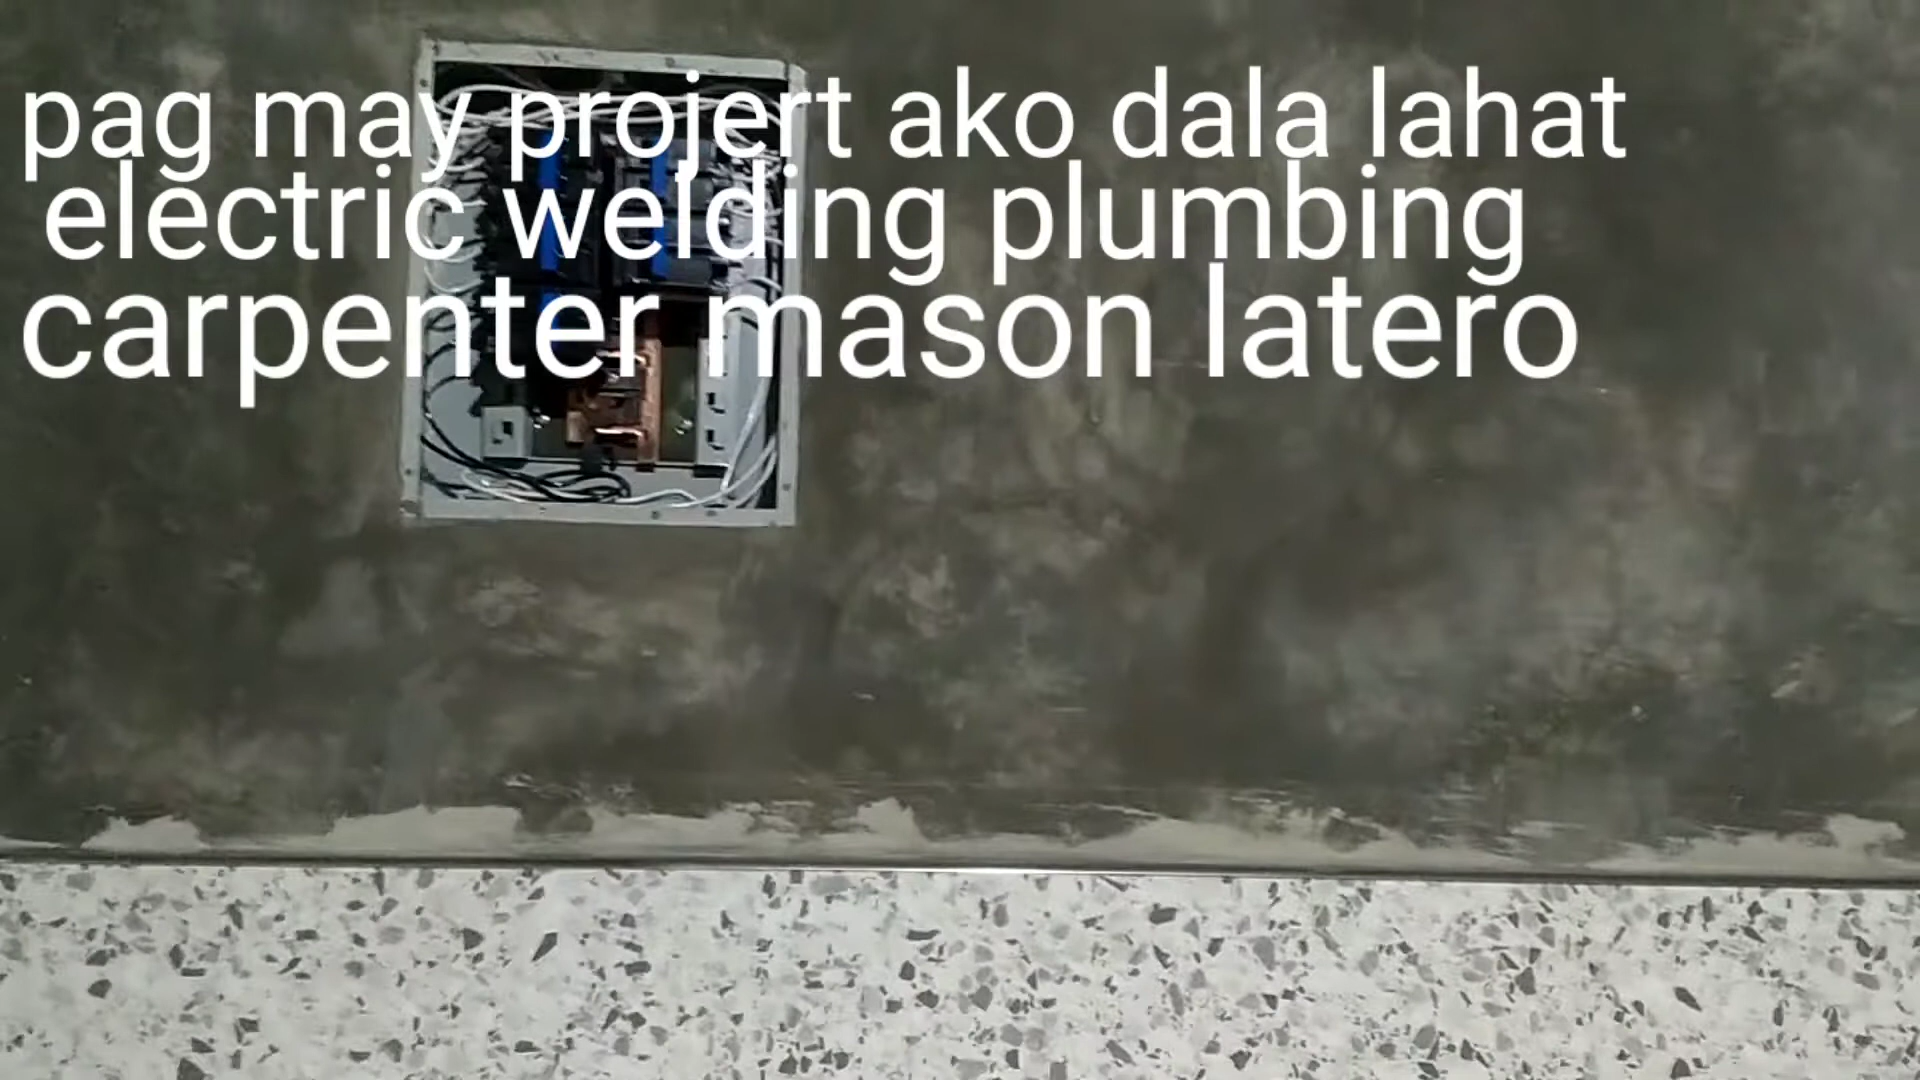 pag may projert ako dala lahat
electric welding plumbing
carpenter mason latero